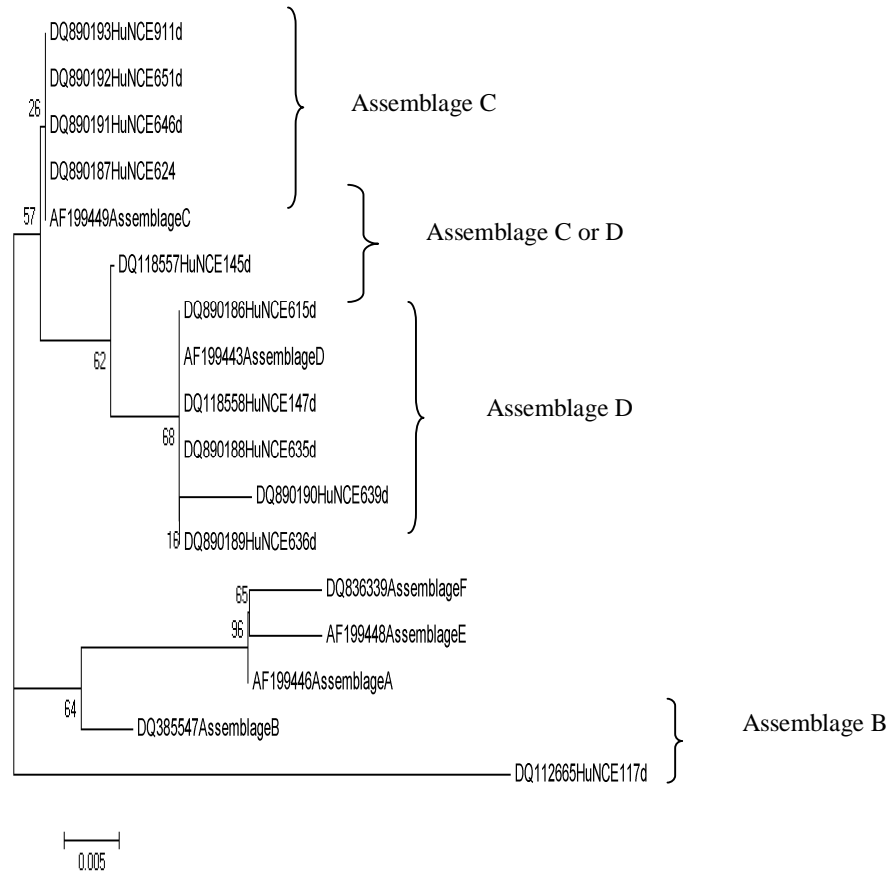 DQ890193HuNCE911d
DQ890192HuNCE651d
26
Assemblage C
DQ890191HuNCE646d
DQ890187HuNCE624
57
AF199449AssemblageC
Assemblage C or D
DQ118557HuNCE145d
DQ890186HuNCE615d
62
AF199443AssemblageD
DQ118558HuNCE147d
Assemblage D
68
DQ890188HuNCE635d
DQ890190HuNCE639d
16
DQ890189HuNCE636d
65
DQ836339AssemblageF
96
AF199448AssemblageE
AF199446AssemblageA
64
DQ385547AssemblageB
Assemblage B
DQ112665HuNCE117d
0.005